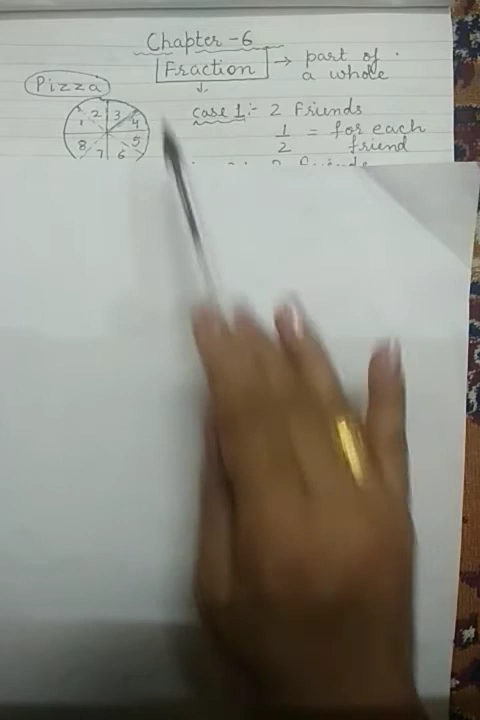 Chapter - 6
Fraction → part of a whole
Pizza
1 2 3 4 5 6 7 8
Case 1:- 2 Friends
1/2 = for each friend